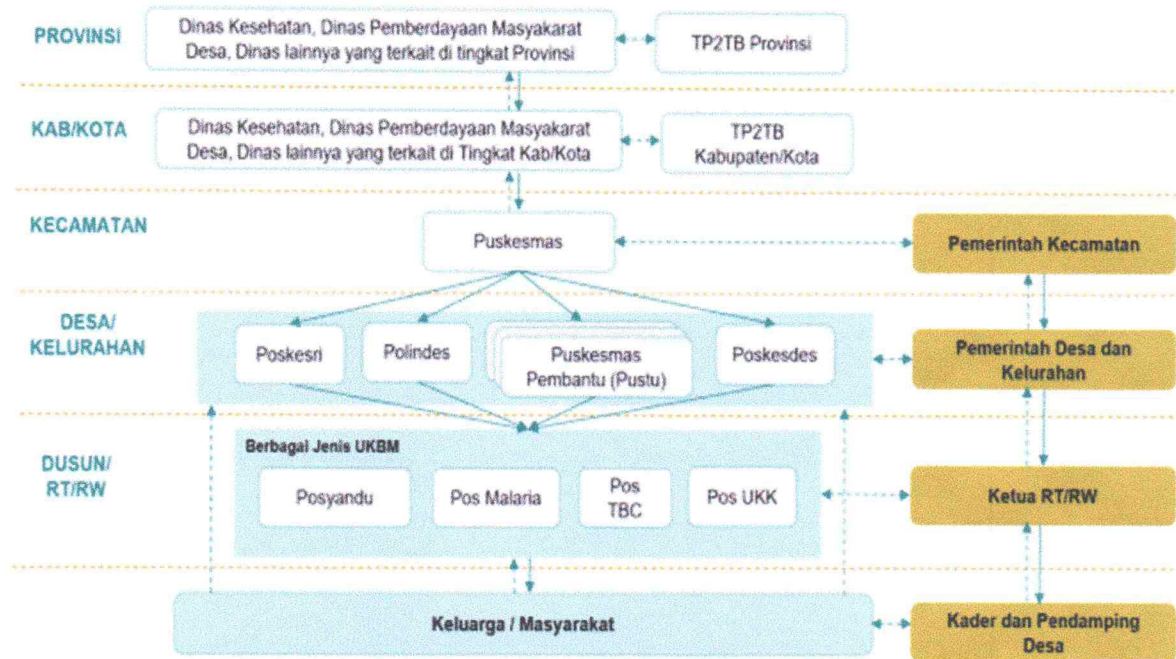 PROVINSI
Dinas Kesehatan, Dinas Pemberdayaan Masyakarat
Desa, Dinas lainnya yang terkait di tingkat Provinsi
TP2TB Provinsi
KAB/KOTA
Dinas Kesehatan, Dinas Pemberdayaan Masyakarat
Desa, Dinas lainnya yang terkait di Tingkat Kab/Kota
TP2TB
Kabupaten/Kota
KECAMATAN
Puskesmas
Pemerintah Kecamatan
DESA/
KELURAHAN
Poskesri
Polindes
Puskesmas
Pembantu (Pustu)
Poskesdes
Pemerintah Desa dan
Kelurahan
DUSUN/
RT/RW
Berbagai Jenis UKBM
Posyandu
Pos Malaria
Pos
TBC
Pos UKK
Ketua RT/RW
Keluarga / Masyarakat
Kader dan Pendamping
Desa